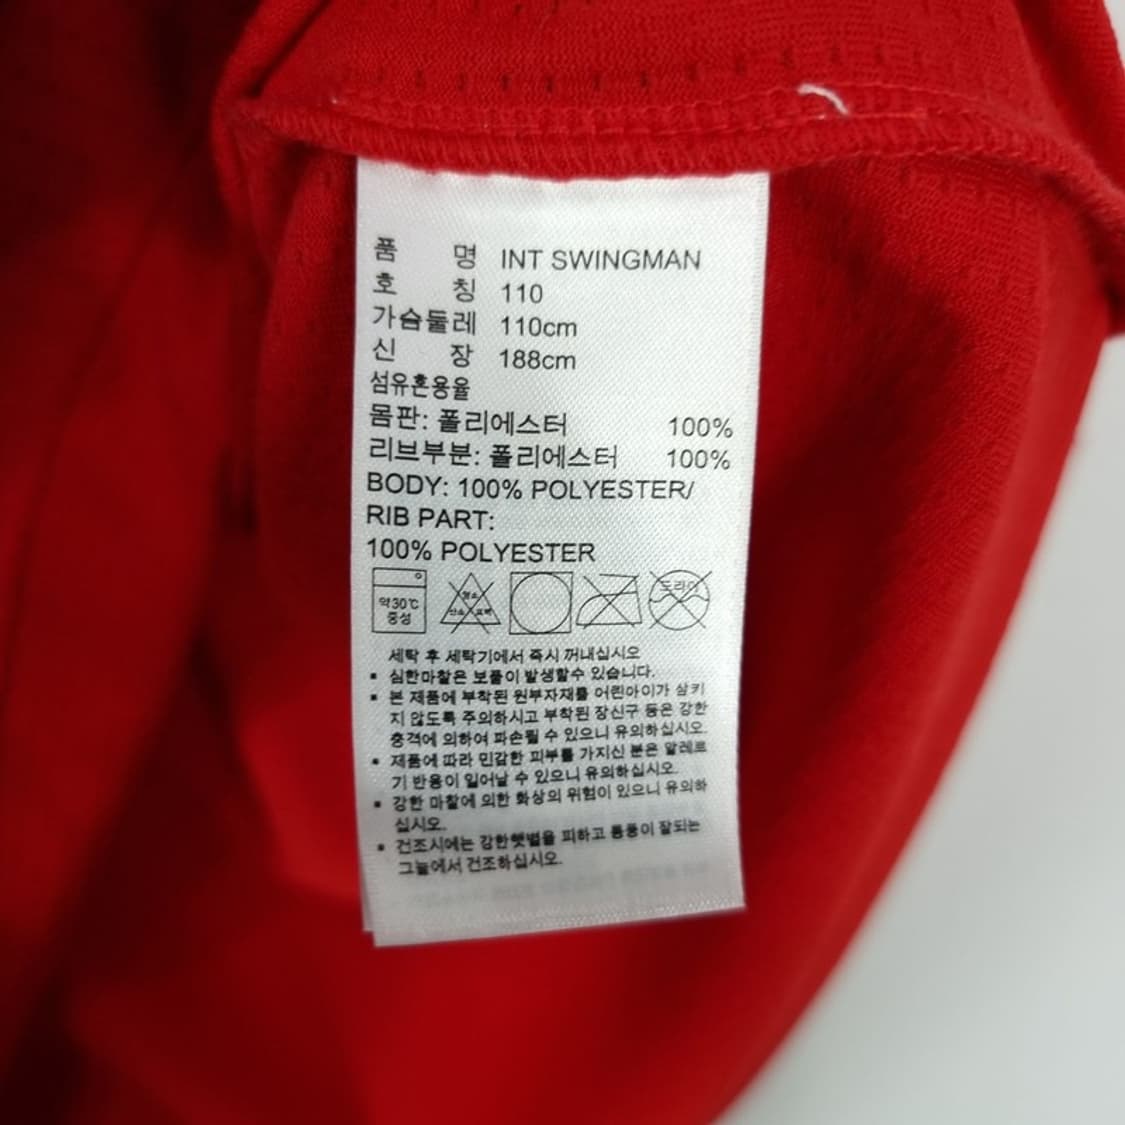 품 명 INT SWINGMAN
호 칭 110
가슴둘레 110cm
신 장 188cm
섬유혼용율
몸판: 폴리에스터 100%
리브부분: 폴리에스터 100%
BODY: 100% POLYESTER/
RIB PART:
100% POLYESTER
약30℃
중성
염소
산소 표백
드라이
세탁 후 세탁기에서 즉시 꺼내십시오
▪ 심한마찰은 보풀이 발생할수 있습니다.
▪ 본 제품에 부착된 원부자재를 어린아이가 삼키
지 않도록 주의하시고 부착된 장신구 등은 강한
충격에 의하여 파손될 수 있으니 유의하십시오.
▪ 제품에 따라 민감한 피부를 가지신 분은 알레르
기 반응이 일어날 수 있으니 유의하십시오.
▪ 강한 마찰에 의한 화상의 위험이 있으니 유의하
십시오.
▪ 건조시에는 강한햇볕을 피하고 통풍이 잘되는
그늘에서 건조하십시오.